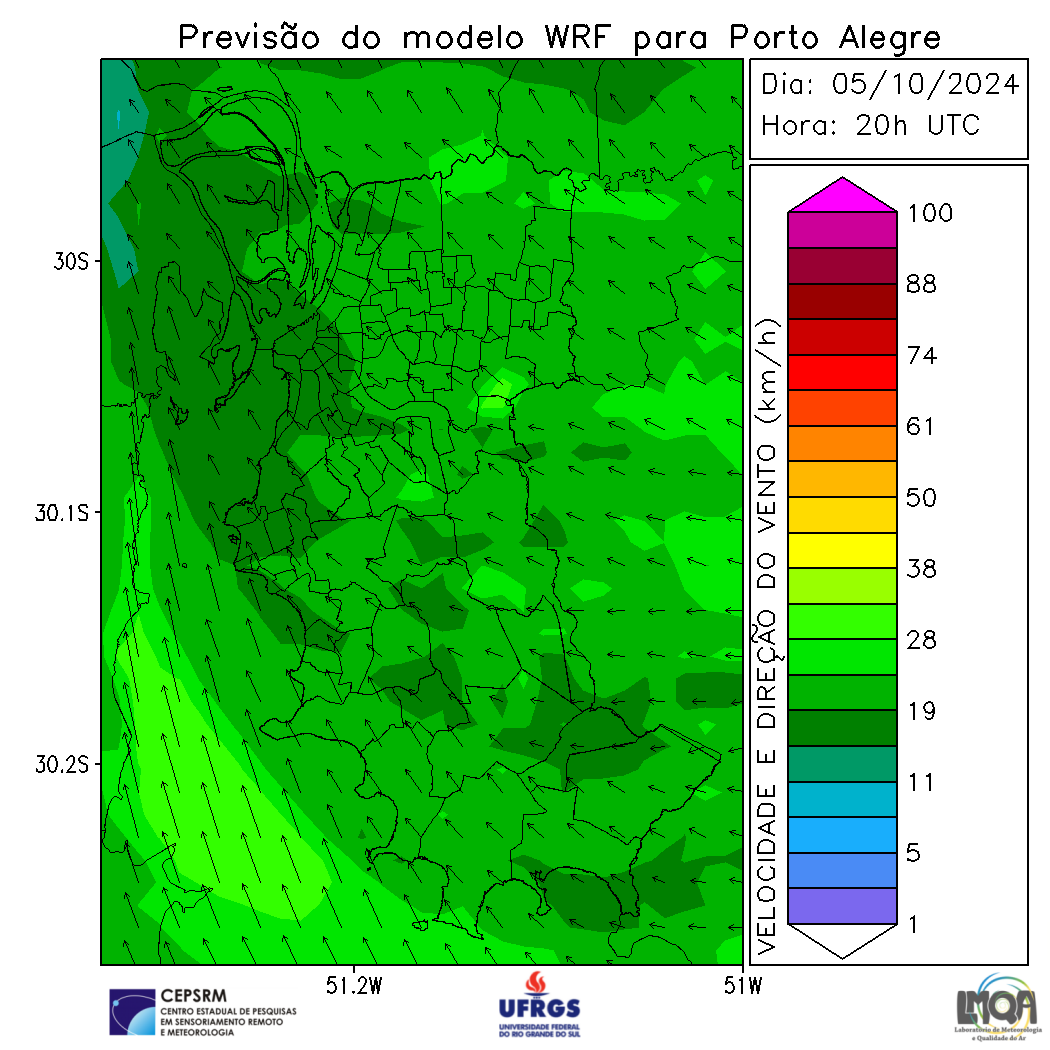 Previsão do modelo WRF para Porto Alegre
Dia: 05/10/2024
Hora: 20h UTC
30S
30.1S
30.2S
51.2W
51W
VELOCIDADE E DIREÇÃO DO VENTO (km/h)
100
88
74
61
50
38
28
19
11
5
1
CEPSRM
CENTRO ESTADUAL DE PESQUISAS
EM SENSORIAMENTO REMOTO
E METEOROLOGIA
UFRGS
UNIVERSIDADE FEDERAL
DO RIO GRANDE DO SUL
LMQA
Laboratório de Meteorologia
e Qualidade do Ar